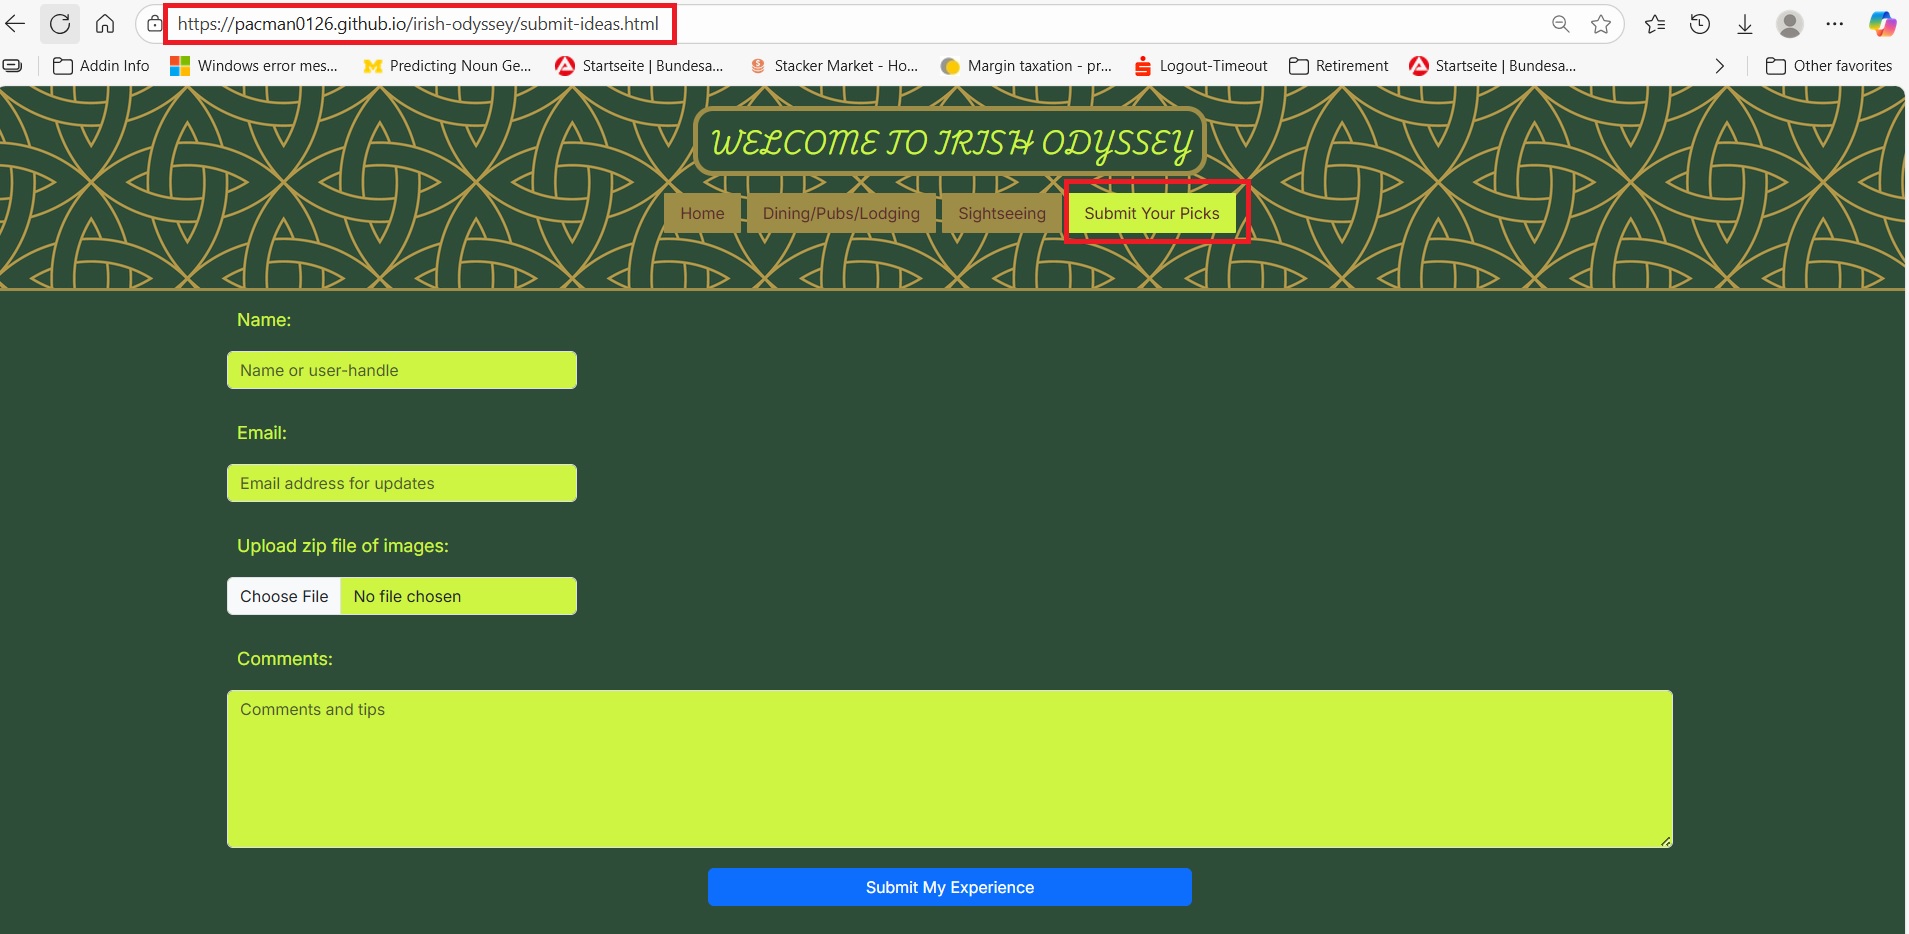 https://pacman0126.github.io/irish-odyssey/submit-ideas.html
Addin Info
Windows error mes...
Predicting Noun Ge...
Startseite | Bundesa...
Stacker Market - Ho...
Margin taxation - pr...
Logout-Timeout
Retirement
Startseite | Bundesa...
Other favorites
WELCOME TO IRISH ODYSSEY
Home
Dining/Pubs/Lodging
Sightseeing
Submit Your Picks
Name:
Name or user-handle
Email:
Email address for updates
Upload zip file of images:
Choose File No file chosen
Comments:
Comments and tips
Submit My Experience